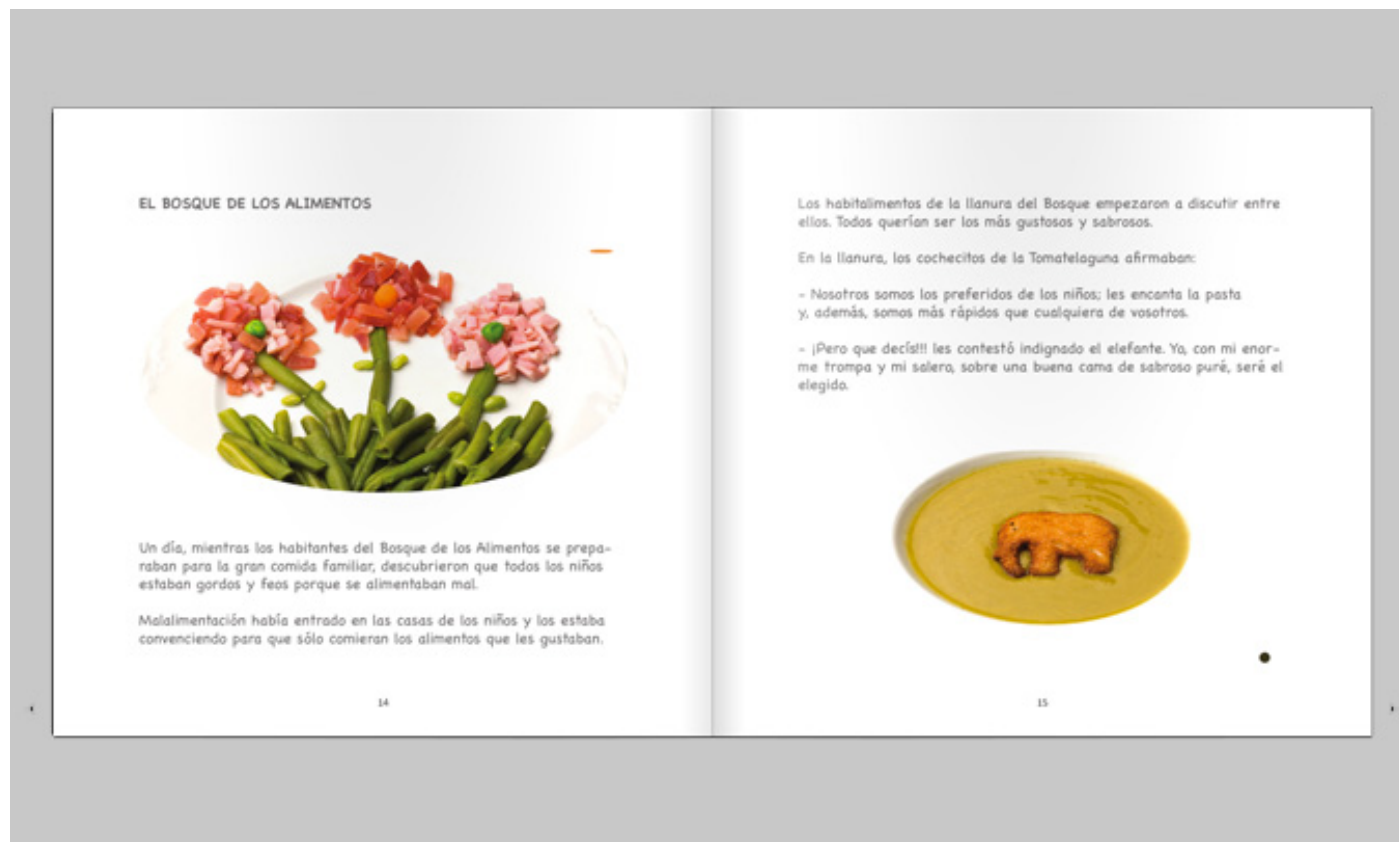 EL BOSQUE DE LOS ALIMENTOS
Un día, mientras los habitantes del Bosque de los Alimentos se prepa-
raban para la gran comida familiar, descubrieron que todos los niños
estaban gordos y feos porque se alimentaban mal.
Malalimentación había entrado en las casas de los niños y los estaba
convenciendo para que sólo comieran los alimentos que les gustaban.
14
Los habitalimentos de la llanura del Bosque empezaron a discutir entre
ellos. Todos querían ser los más gustosos y sabrosos.
En la llanura, los cochecitos de la Tomatelaguna afirmaban:
- Nosotros somos los preferidos de los niños; les encanta la pasta
y, además, somos más rápidos que cualquiera de vosotros.
- ¡Pero que decís!!! les contestó indignado el elefante. Yo, con mi enor-
me trompa y mi salero, sobre una buena cama de sabroso puré, seré el
elegido.
15